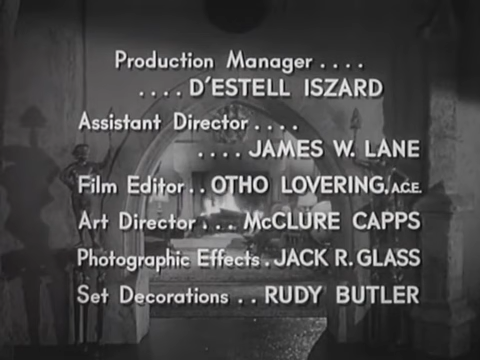 Production Manager . . . .
. . . . D'ESTELL ISZARD
Assistant Director . . . .
. . . . JAMES W. LANE
Film Editor . . OTHO LOVERING, A.C.E.
Art Director . . . McCLURE CAPPS
Photographic Effects . JACK R. GLASS
Set Decorations . . RUDY BUTLER